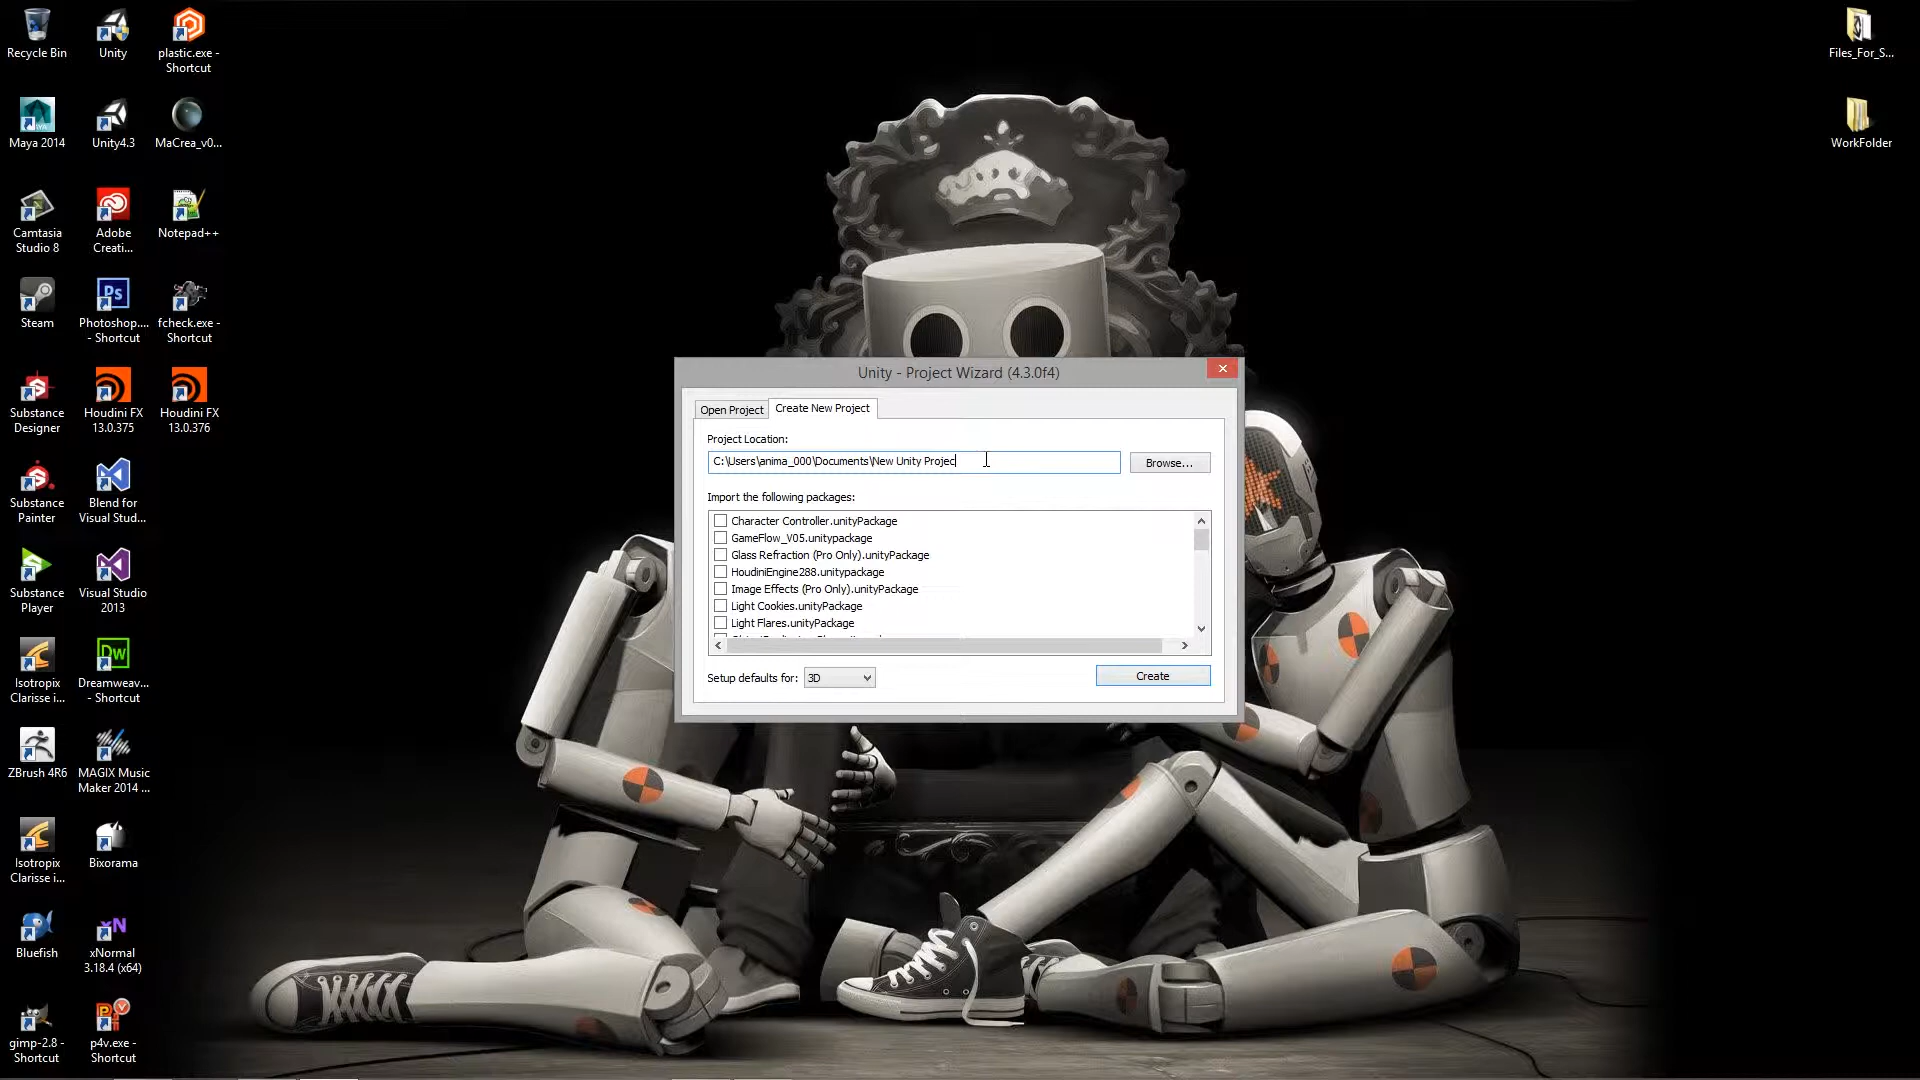 Recycle Bin
Unity
plastic.exe -
Shortcut
Files_For_S...
Maya 2014
Unity4.3
MaCrea_v0...
WorkFolder
Camtasia
Studio 8
Adobe
Creati...
Notepad++
Steam
Photoshop....
- Shortcut
fcheck.exe -
Shortcut
Substance
Designer
Houdini FX
13.0.375
Houdini FX
13.0.376
Substance
Painter
Blend for
Visual Stud...
Substance
Player
Visual Studio
2013
Isotropix
Clarisse i...
Dreamweav...
- Shortcut
ZBrush 4R6
MAGIX Music
Maker 2014 ...
Isotropix
Clarisse i...
Bixorama
Bluefish
xNormal
3.18.4 (x64)
gimp-2.8 -
Shortcut
p4v.exe -
Shortcut
Unity - Project Wizard (4.3.0f4)
Open Project
Create New Project
Project Location:
C:\Users\anima_000\Documents\New Unity Projec
Browse...
Import the following packages:
Character Controller.unityPackage
GameFlow_V05.unitypackage
Glass Refraction (Pro Only).unityPackage
HoudiniEngine288.unitypackage
Image Effects (Pro Only).unityPackage
Light Cookies.unityPackage
Light Flares.unityPackage
Setup defaults for:
3D
Create